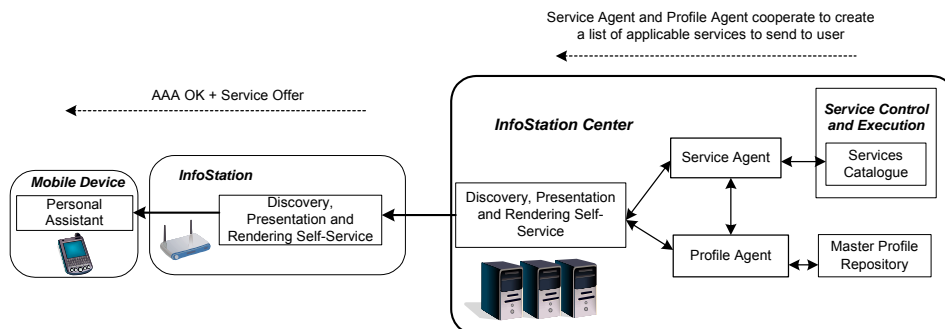 Service Agent and Profile Agent cooperate to create
a list of applicable services to send to user
AAA OK + Service Offer
InfoStation Center
Service Control
and Execution
Services
Catalogue
Service Agent
InfoStation
Mobile Device
Personal
Assistant
Discovery,
Presentation and
Rendering Self-Service
Discovery, Presentation
and Rendering Self-
Service
Profile Agent
Master Profile
Repository